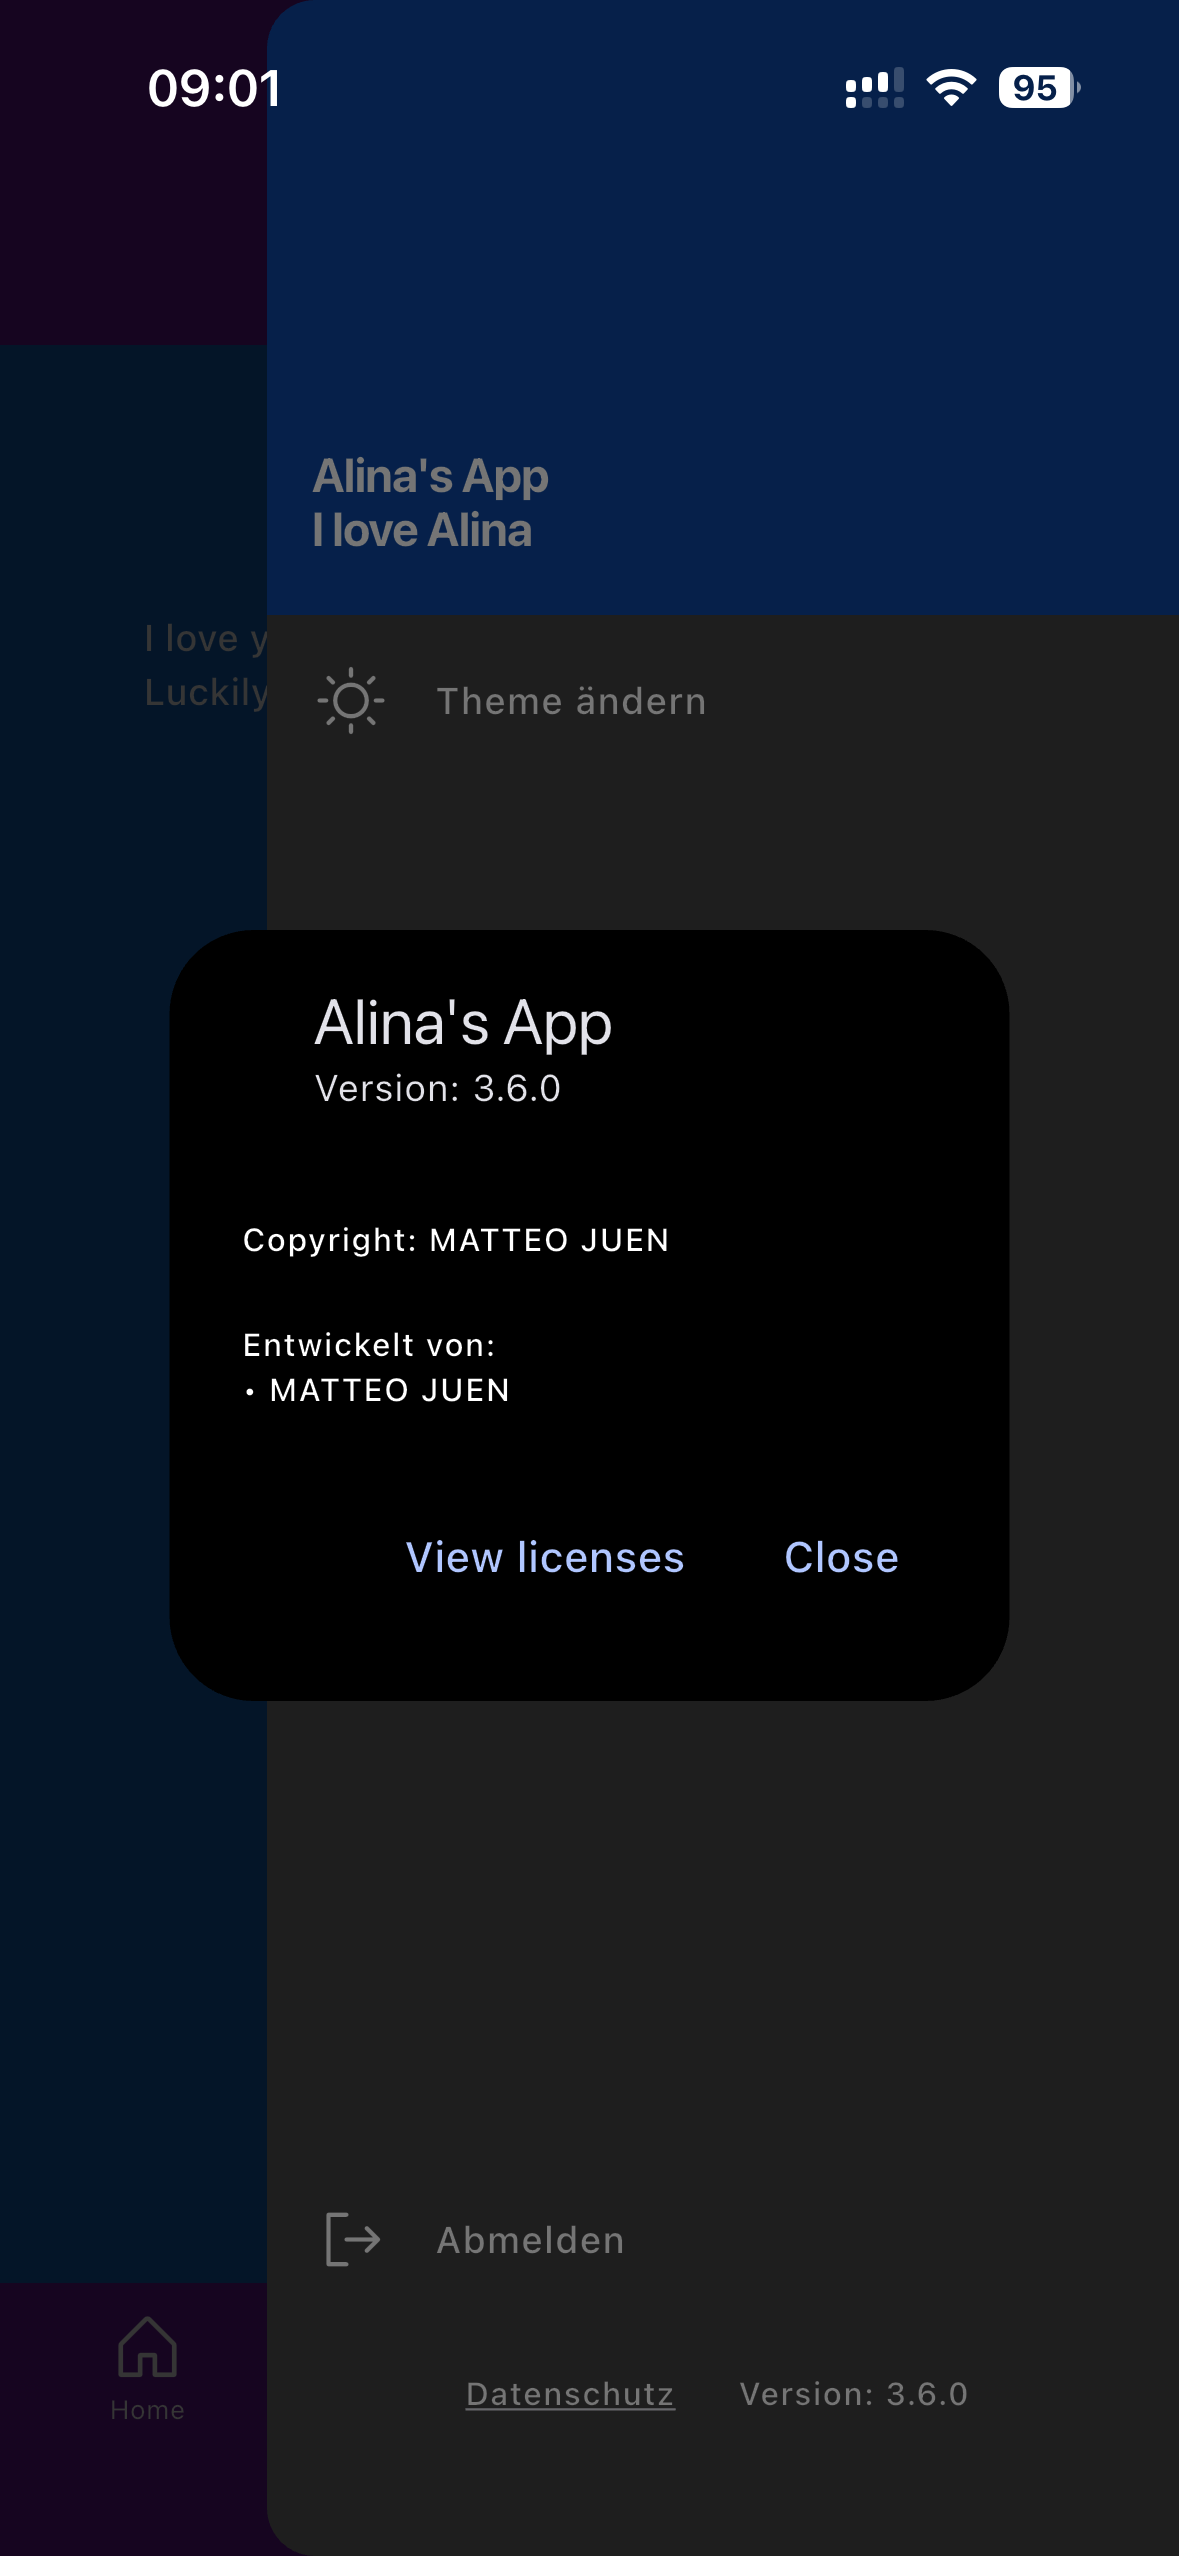 09:01
95
Alina's App
I love Alina
I love y
Luckily
Theme ändern
Alina's App
Version: 3.6.0
Copyright: MATTEO JUEN
Entwickelt von:
• MATTEO JUEN
View licenses
Close
Abmelden
Home
Datenschutz
Version: 3.6.0